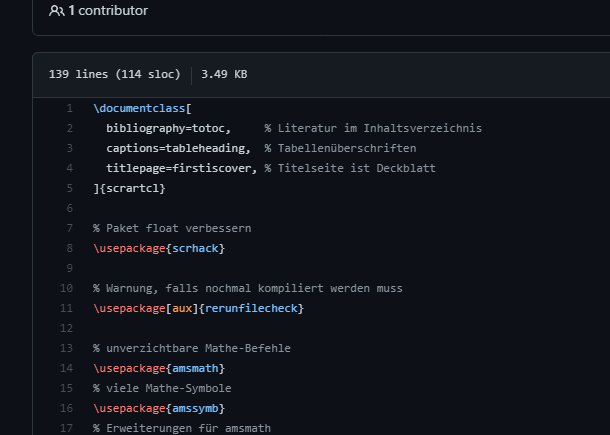 1 contributor
139 lines (114 sloc) 3.49 KB
1 \documentclass[
2   bibliography=totoc,     % Literatur im Inhaltsverzeichnis
3   captions=tableheading,  % Tabellenüberschriften
4   titlepage=firstiscover, % Titelseite ist Deckblatt
5 ]{scrartcl}
6
7 % Paket float verbessern
8 \usepackage{scrhack}
9
10 % Warnung, falls nochmal kompiliert werden muss
11 \usepackage[aux]{rerunfilecheck}
12
13 % unverzichtbare Mathe-Befehle
14 \usepackage{amsmath}
15 % viele Mathe-Symbole
16 \usepackage{amssymb}
17 % Erweiterungen für amsmath